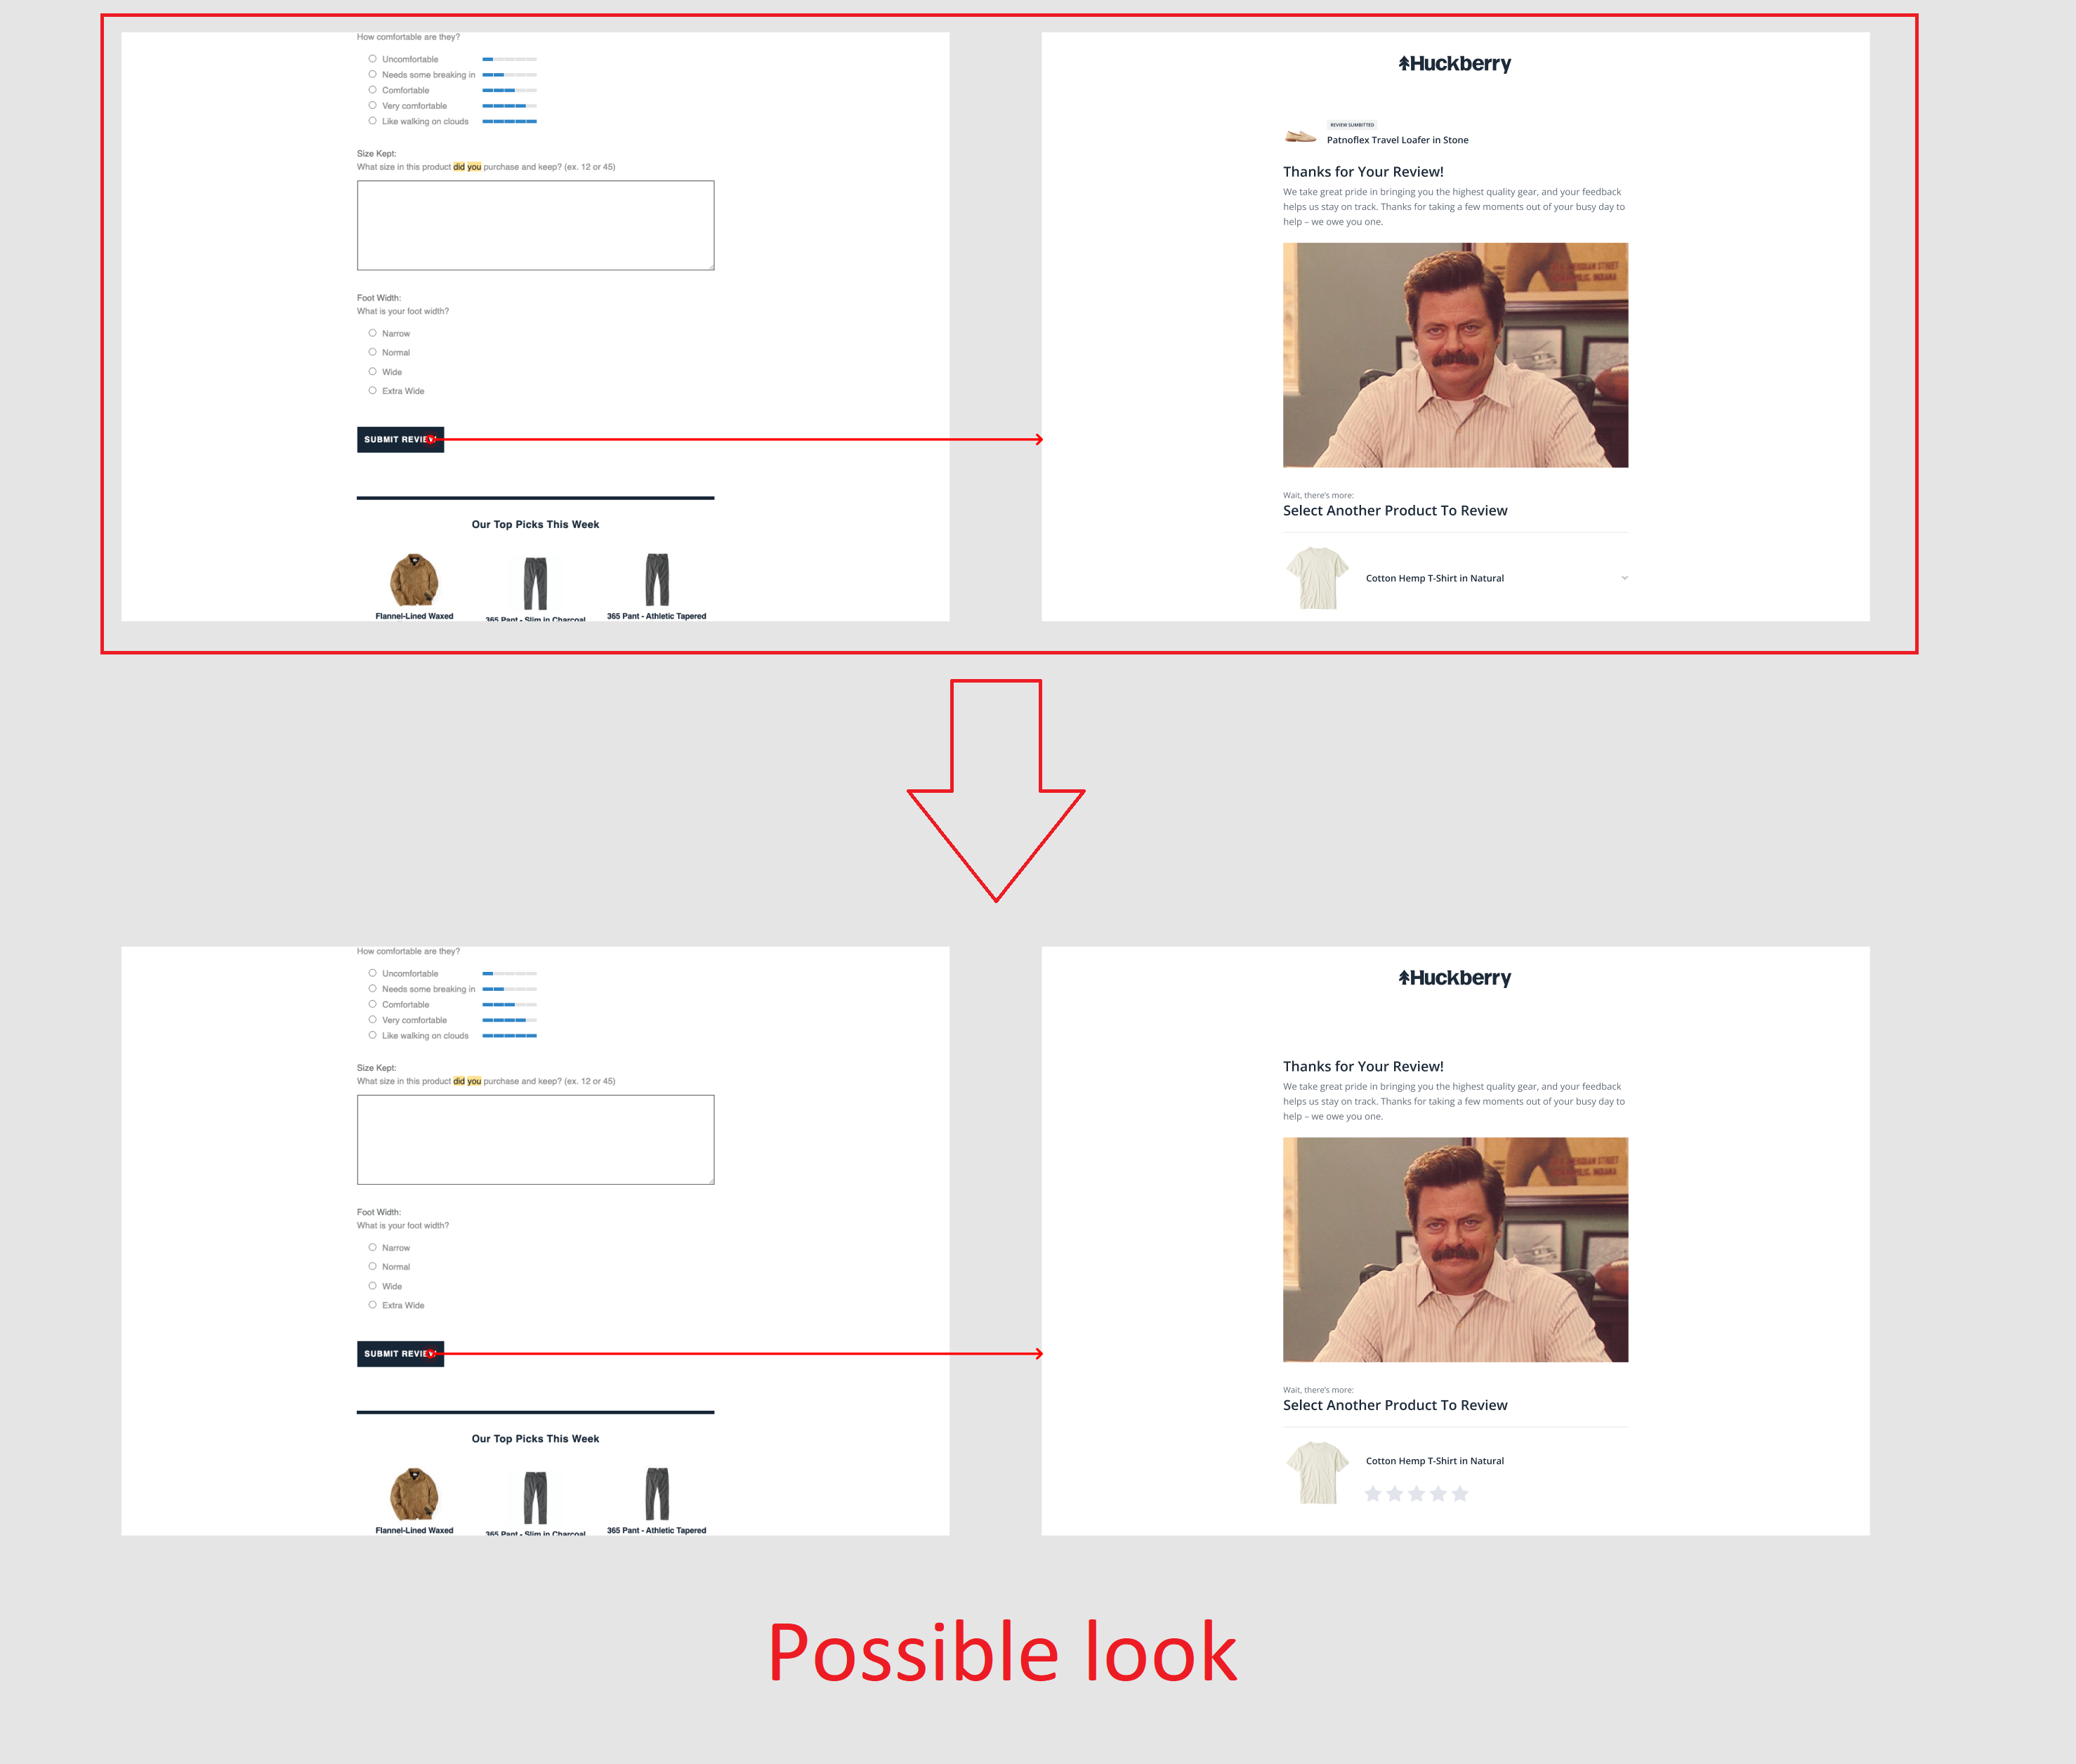 How comfortable are they?
Uncomfortable
Needs some breaking in
Comfortable
Very comfortable
Like walking on clouds
Size Kept:
What size in this product did you purchase and keep? (ex. 12 or 45)
Foot Width:
What is your foot width?
Narrow
Normal
Wide
Extra Wide
SUBMIT REVIEW
Our Top Picks This Week
Flannel-Lined Waxed
365 Pant - Slim in Charcoal
365 Pant - Athletic Tapered
Huckberry
REVIEW SUMBITTED
Patnoflex Travel Loafer in Stone
Thanks for Your Review!
We take great pride in bringing you the highest quality gear, and your feedback
helps us stay on track. Thanks for taking a few moments out of your busy day to
help – we owe you one.
Wait, there's more:
Select Another Product To Review
Cotton Hemp T-Shirt in Natural
How comfortable are they?
Uncomfortable
Needs some breaking in
Comfortable
Very comfortable
Like walking on clouds
Size Kept:
What size in this product did you purchase and keep? (ex. 12 or 45)
Foot Width:
What is your foot width?
Narrow
Normal
Wide
Extra Wide
SUBMIT REVIEW
Our Top Picks This Week
Flannel-Lined Waxed
365 Pant - Slim in Charcoal
365 Pant - Athletic Tapered
Huckberry
Thanks for Your Review!
We take great pride in bringing you the highest quality gear, and your feedback
helps us stay on track. Thanks for taking a few moments out of your busy day to
help – we owe you one.
Wait, there's more:
Select Another Product To Review
Cotton Hemp T-Shirt in Natural
Possible look